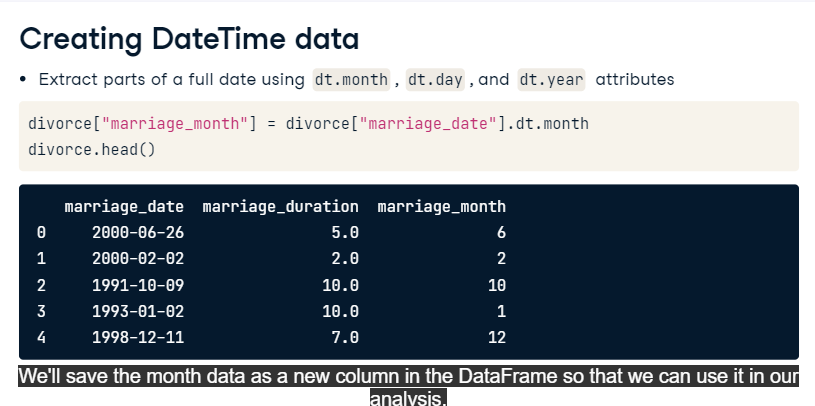 Creating DateTime data
• Extract parts of a full date using dt.month , dt.day , and dt.year attributes
divorce["marriage_month"] = divorce["marriage_date"].dt.month
divorce.head()
marriage_date marriage_duration marriage_month
0 2000-06-26 5.0 6
1 2000-02-02 2.0 2
2 1991-10-09 10.0 10
3 1993-01-02 10.0 1
4 1998-12-11 7.0 12
We'll save the month data as a new column in the DataFrame so that we can use it in our
analysis.